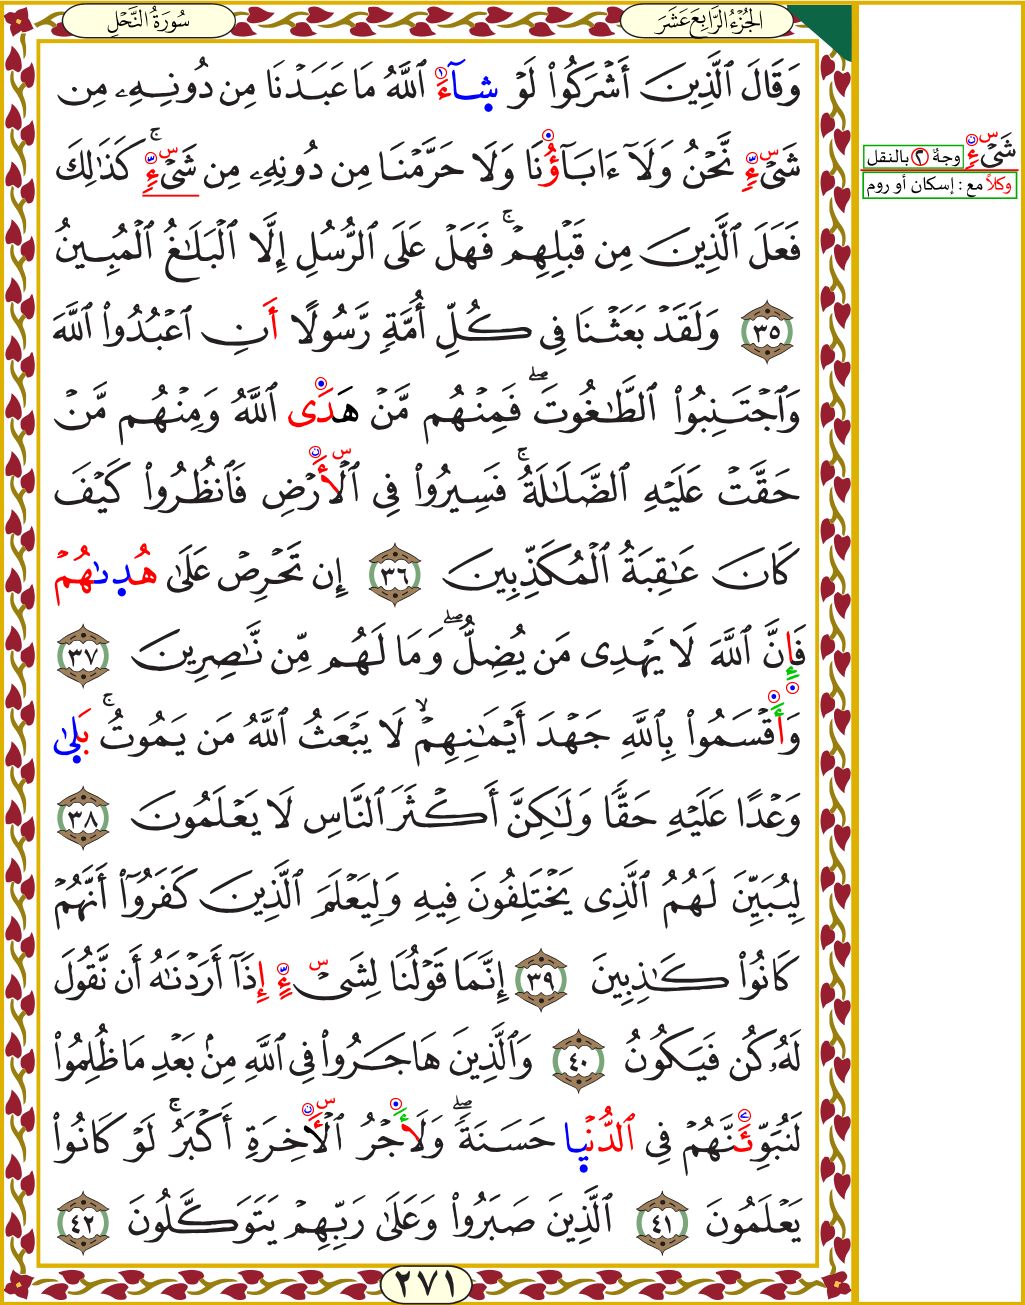 سُورَةُ النَّحْلِ
الجُزْءُ الرَّابِعَ عَشَرَ
وَقَالَ ٱلَّذِينَ أَشْرَكُوا۟ لَوْ شَآءَ ٱللَّهُ مَا عَبَدْنَا مِن دُونِهِۦ مِن
شَىْءٍ نَّحْنُ وَلَآ ءَابَآؤُنَا وَلَا حَرَّمْنَا مِن دُونِهِۦ مِن شَىْءٍ ۚ كَذَٰلِكَ
فَعَلَ ٱلَّذِينَ مِن قَبْلِهِمْ ۚ فَهَلْ عَلَى ٱلرُّسُلِ إِلَّا ٱلْبَلَٰغُ ٱلْمُبِينُ
٣٥ وَلَقَدْ بَعَثْنَا فِى كُلِّ أُمَّةٍ رَّسُولًا أَنِ ٱعْبُدُوا۟ ٱللَّهَ
وَٱجْتَنِبُوا۟ ٱلطَّٰغُوتَ ۖ فَمِنْهُم مَّنْ هَدَى ٱللَّهُ وَمِنْهُم مَّنْ
حَقَّتْ عَلَيْهِ ٱلضَّلَٰلَةُ ۚ فَسِيرُوا۟ فِى ٱلْأَرْضِ فَٱنظُرُوا۟ كَيْفَ
كَانَ عَٰقِبَةُ ٱلْمُكَذِّبِينَ ٣٦ إِن تَحْرِصْ عَلَىٰ هُدِىٰهُمْ
فَإِنَّ ٱللَّهَ لَا يَهْدِى مَن يُضِلُّ ۖ وَمَا لَهُم مِّن نَّٰصِرِينَ ٣٧
وَأَقْسَمُوا۟ بِٱللَّهِ جَهْدَ أَيْمَٰنِهِمْ ۙ لَا يَبْعَثُ ٱللَّهُ مَن يَمُوتُ ۚ بَلِىٰ
وَعْدًا عَلَيْهِ حَقًّا وَلَٰكِنَّ أَكْثَرَ ٱلنَّاسِ لَا يَعْلَمُونَ ٣٨
لِيُبَيِّنَ لَهُمُ ٱلَّذِى يَخْتَلِفُونَ فِيهِ وَلِيَعْلَمَ ٱلَّذِينَ كَفَرُوٓا۟ أَنَّهُمْ
كَانُوا۟ كَٰذِبِينَ ٣٩ إِنَّمَا قَوْلُنَا لِشَىْءٍ إِذَآ أَرَدْنَٰهُ أَن نَّقُولَ
لَهُۥ كُن فَيَكُونُ ٤٠ وَٱلَّذِينَ هَاجَرُوا۟ فِى ٱللَّهِ مِنۢ بَعْدِ مَا ظُلِمُوا۟
لَنُبَوِّئَنَّهُمْ فِى ٱلدُّنْيِا حَسَنَةً ۖ وَلَأَجْرُ ٱلْءَاخِرَةِ أَكْبَرُ ۚ لَوْ كَانُوا۟
يَعْلَمُونَ ٤١ ٱلَّذِينَ صَبَرُوا۟ وَعَلَىٰ رَبِّهِمْ يَتَوَكَّلُونَ ٤٢
٢٧١
شَىْءٍ وجهٌ ٢ بالنقل
وكلاً مع : إسكان أو روم